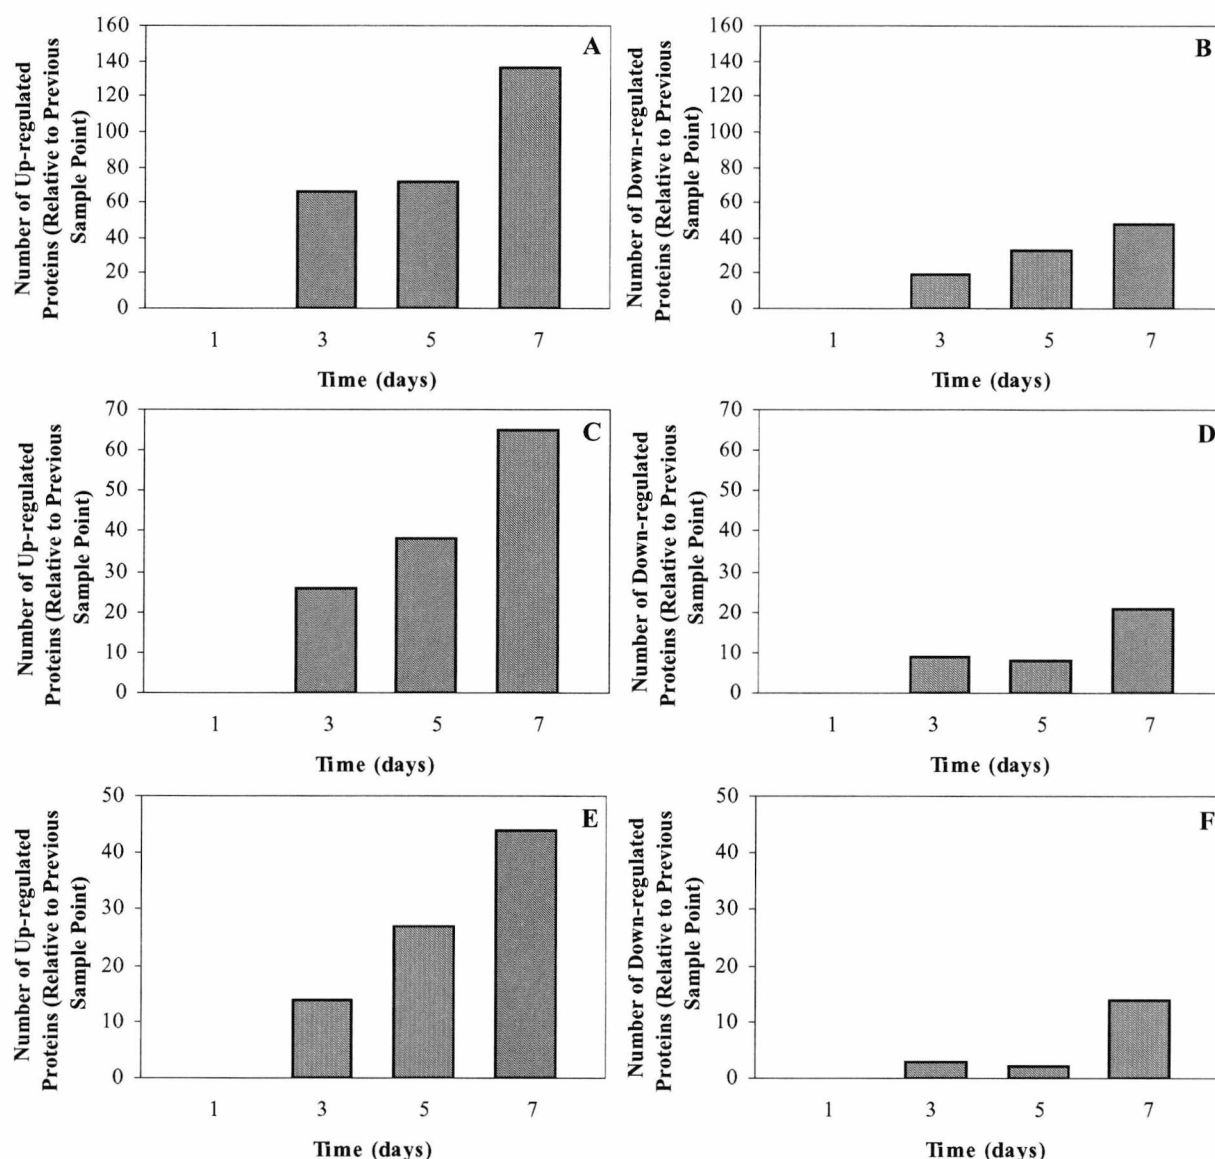 Number of Up-regulated
Proteins (Relative to Previous
Sample Point)
160
140
120
100
80
60
40
20
0
A
1 3 5 7
Time (days)
Number of Down-regulated
Proteins (Relative to Previous
Sample Point)
160
140
120
100
80
60
40
20
0
B
1 3 5 7
Time (days)
Number of Up-regulated
Proteins (Relative to Previous
Sample Point)
70
60
50
40
30
20
10
0
C
1 3 5 7
Time (days)
Number of Down-regulated
Proteins (Relative to Previous
Sample Point)
70
60
50
40
30
20
10
0
D
1 3 5 7
Time (days)
Number of Up-regulated
Proteins (Relative to Previous
Sample Point)
50
40
30
20
10
0
E
1 3 5 7
Time (days)
Number of Down-regulated
Proteins (Relative to Previous
Sample Point)
50
40
30
20
10
0
F
1 3 5 7
Time (days)